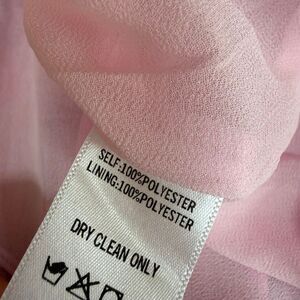 SELF:100%POLYESTER
LINING:100%POLYESTER
DRY CLEAN ONLY